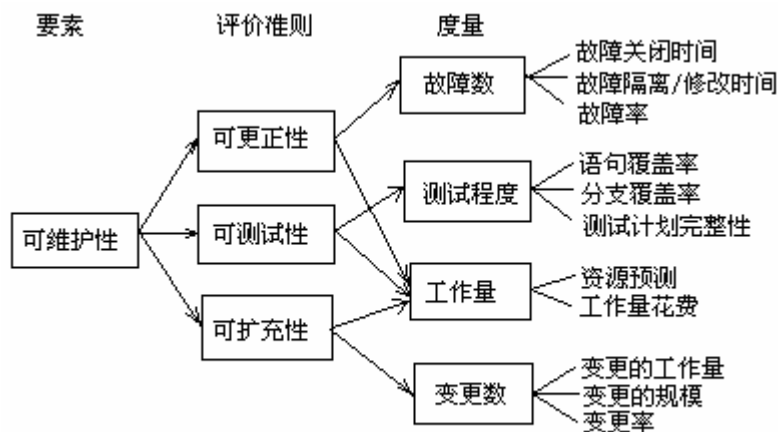 要素
评价准则
度量
故障关闭时间
故障数
故障隔离/修改时间
故障率
可更正性
语句覆盖率
测试程度
分支覆盖率
测试计划完整性
可维护性
可测试性
资源预测
工作量
工作量花费
可扩充性
变更的工作量
变更数
变更的规模
变更率